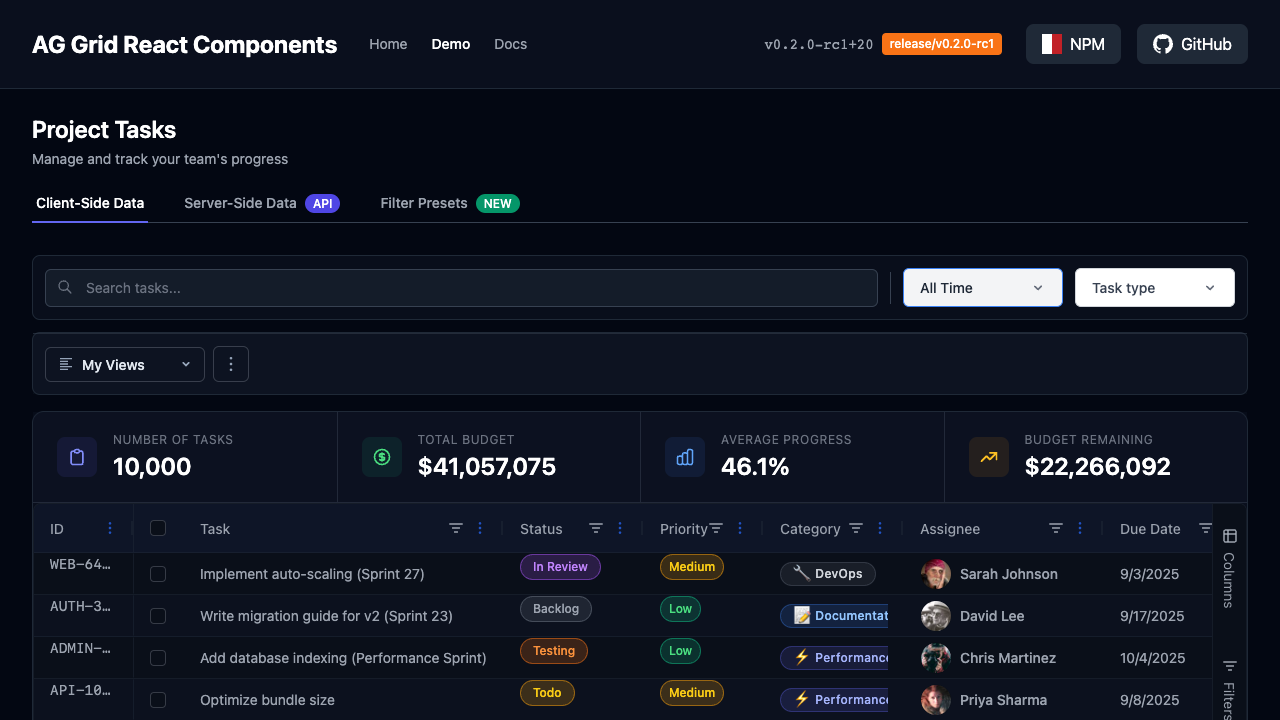 AG Grid React Components Home Demo Docs v0.2.0-rc1+20 release/v0.2.0-rc1 NPM GitHub
Project Tasks
Manage and track your team's progress
Client-Side Data Server-Side Data API Filter Presets NEW
Search tasks... All Time Task type
My Views
NUMBER OF TASKS TOTAL BUDGET AVERAGE PROGRESS BUDGET REMAINING
10,000 $41,057,075 46.1% $22,266,092
ID Task Status Priority Category Assignee Due Date
WEB-64… Implement auto-scaling (Sprint 27) In Review Medium DevOps Sarah Johnson 9/3/2025
AUTH-3… Write migration guide for v2 (Sprint 23) Backlog Low Documentat David Lee 9/17/2025
ADMIN-… Add database indexing (Performance Sprint) Testing Low Performance Chris Martinez 10/4/2025
API-10… Optimize bundle size Todo Medium Performance Priya Sharma 9/8/2025
Columns
Filters